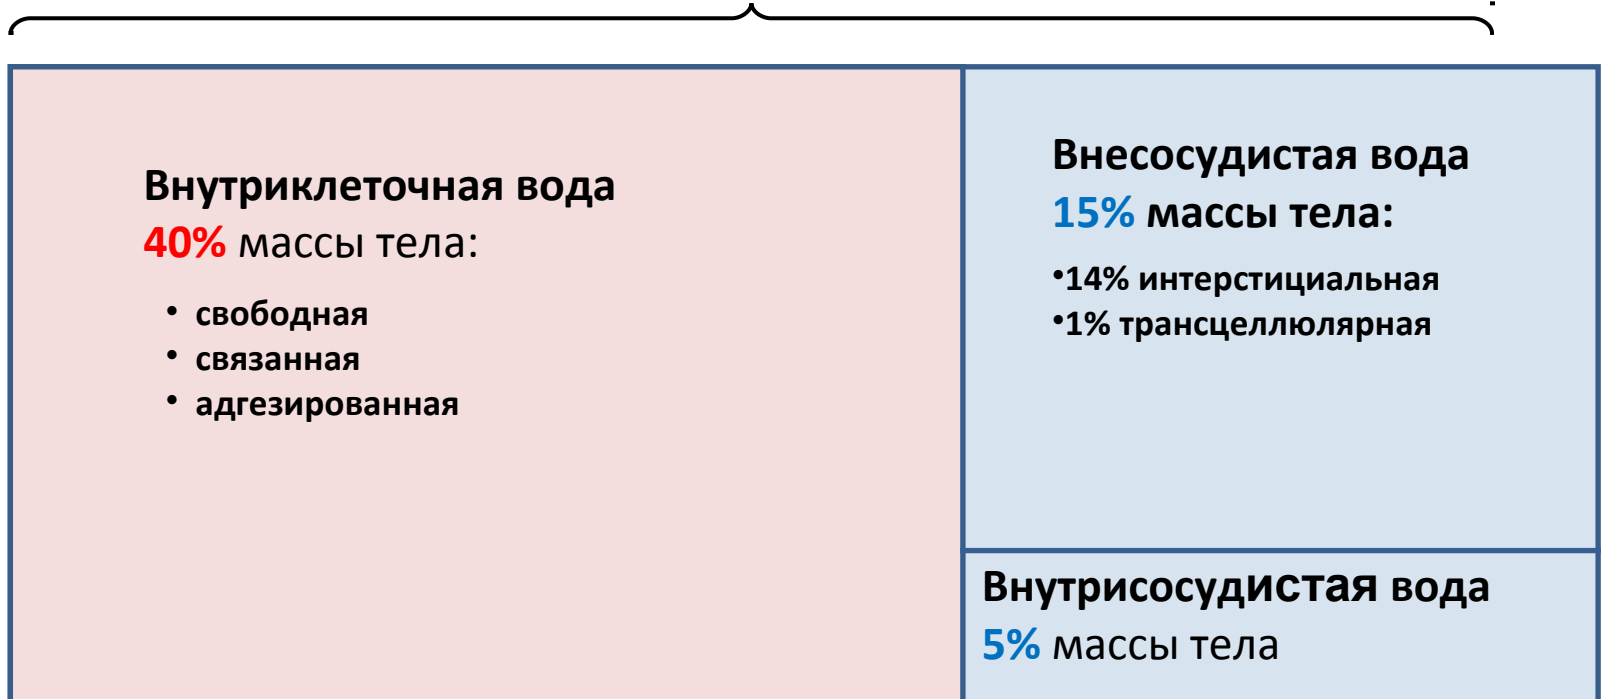 Внутриклеточная вода
40% массы тела:
• свободная
• связанная
• адгезированная
Внесосудистая вода
15% массы тела:
•14% интерстициальная
•1% трансцеллюлярная
Внутрисосудистая вода
5% массы тела